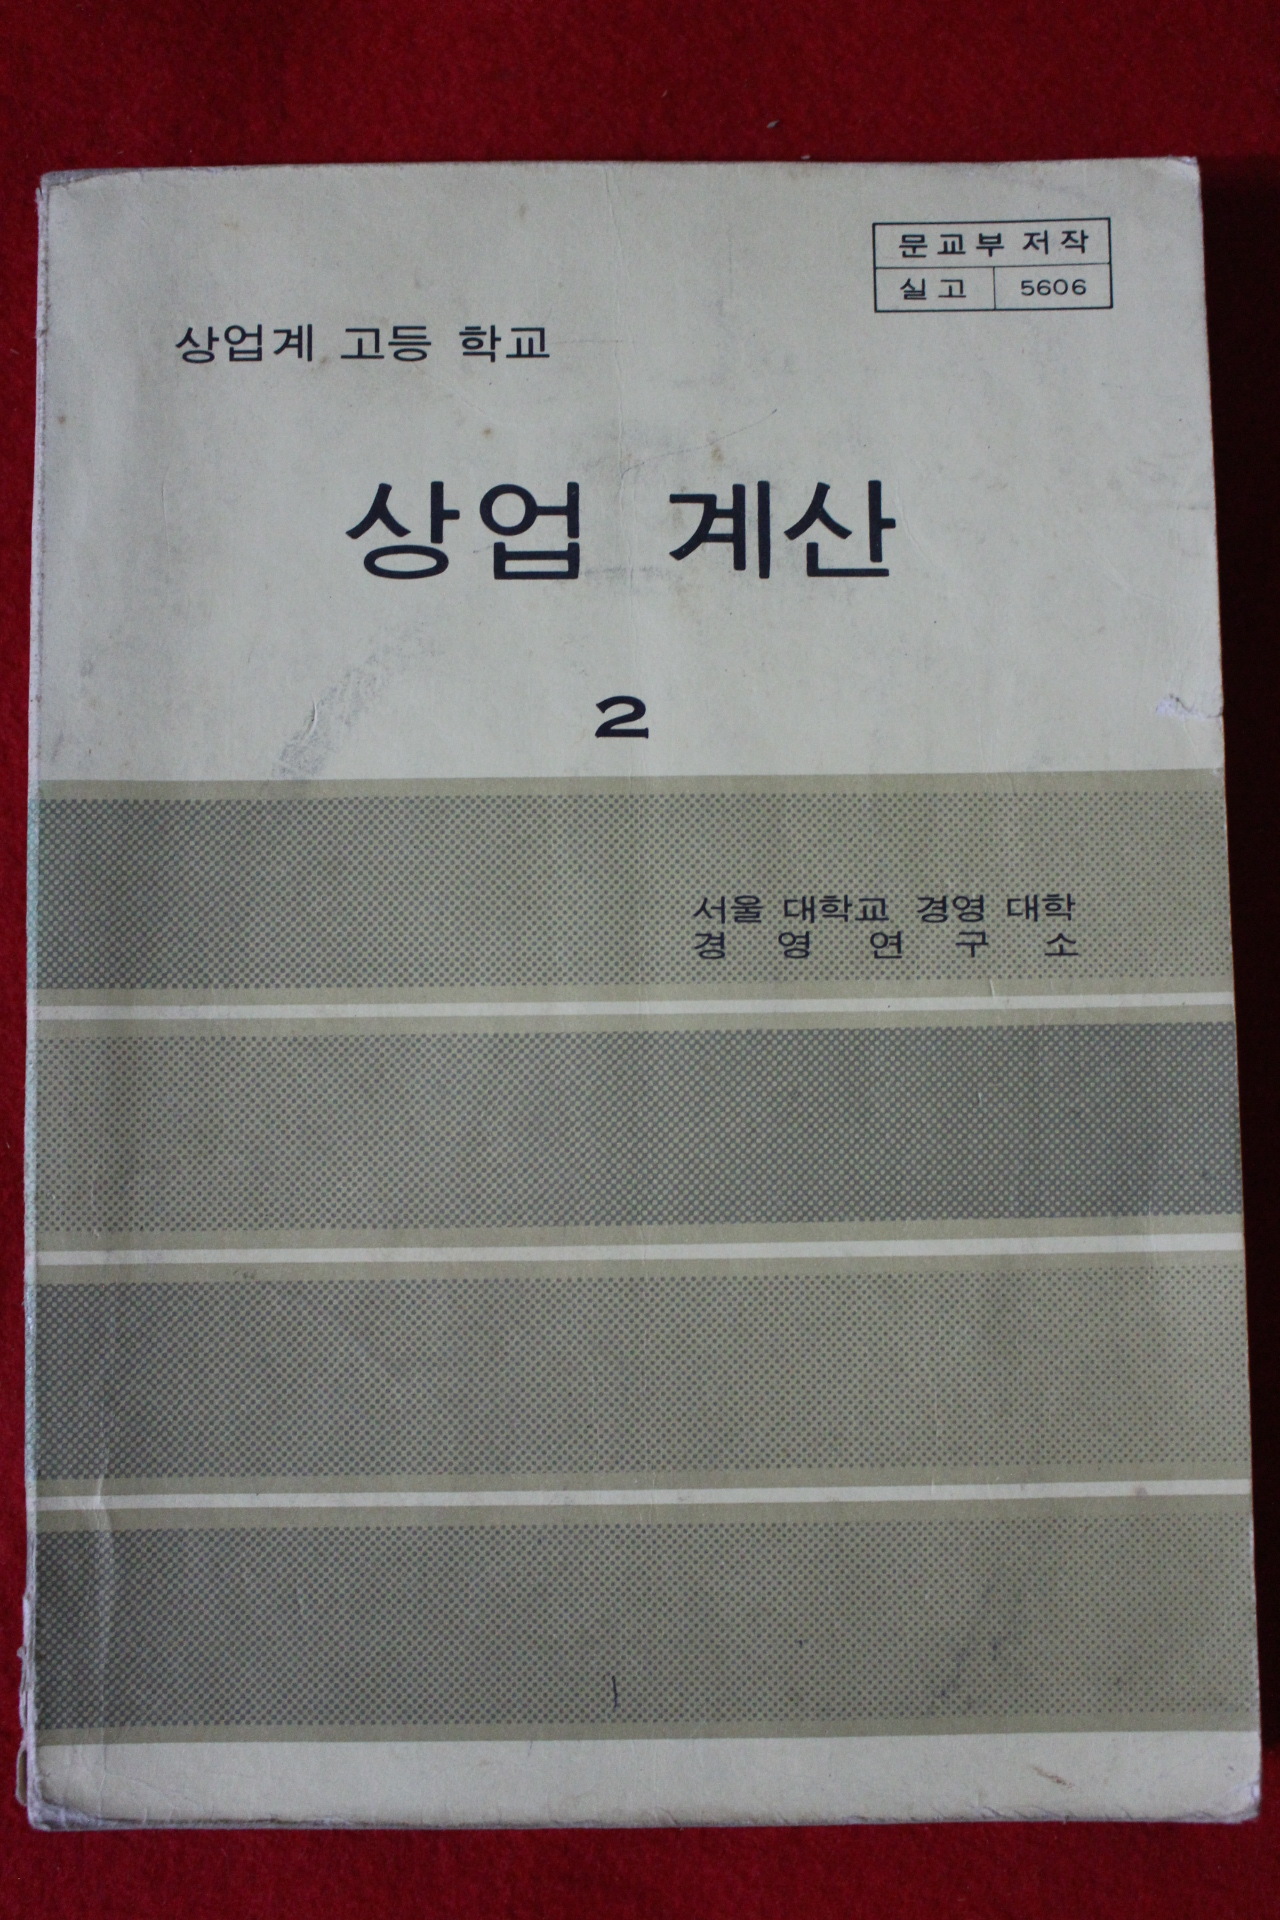 문교부 저작
실고 5606
상업계 고등 학교
상업 계산
2
서울 대학교 경영 대학
경영연구소